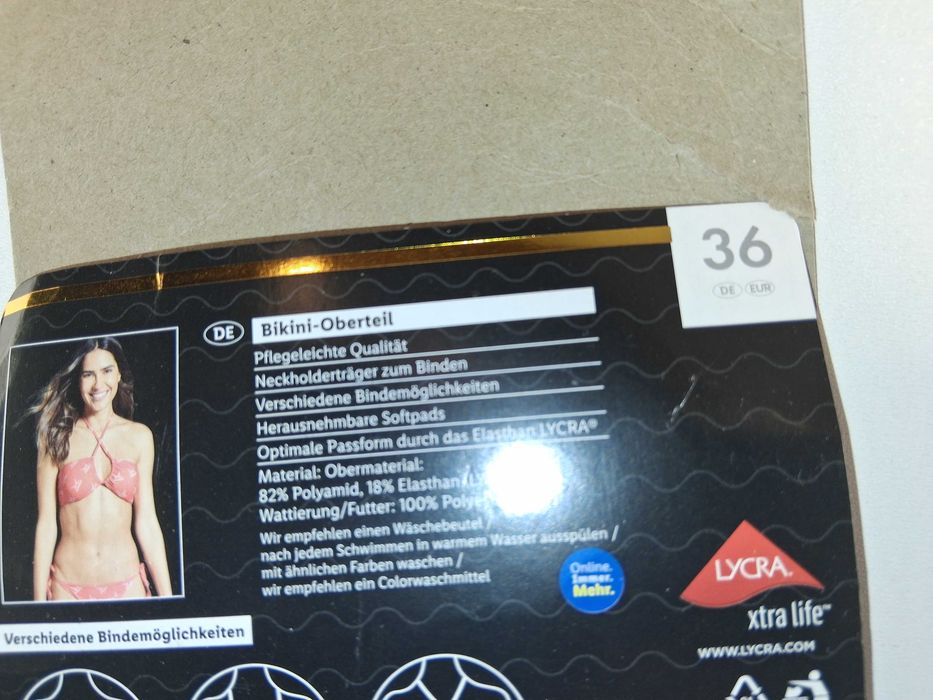 36
DE EUR
DE Bikini-Oberteil
Pflegeleichte Qualität
Neckholderträger zum Binden
Verschiedene Bindemöglichkeiten
Herausnehmbare Softpads
Optimale Passform durch das Elasthan LYCRA®
Material: Obermaterial:
82% Polyamid, 18% Elasthan
Wattierung/Futter: 100%
Wir empfehlen einen Wäschebeutel /
nach jedem Schwimmen in warmem Wasser ausspülen /
mit ähnlichen Farben waschen /
wir empfehlen ein Colorwaschmittel
Online.
Immer.
Mehr.
LYCRA®
xtra life™
WWW.LYCRA.COM
Verschiedene Bindemöglichkeiten